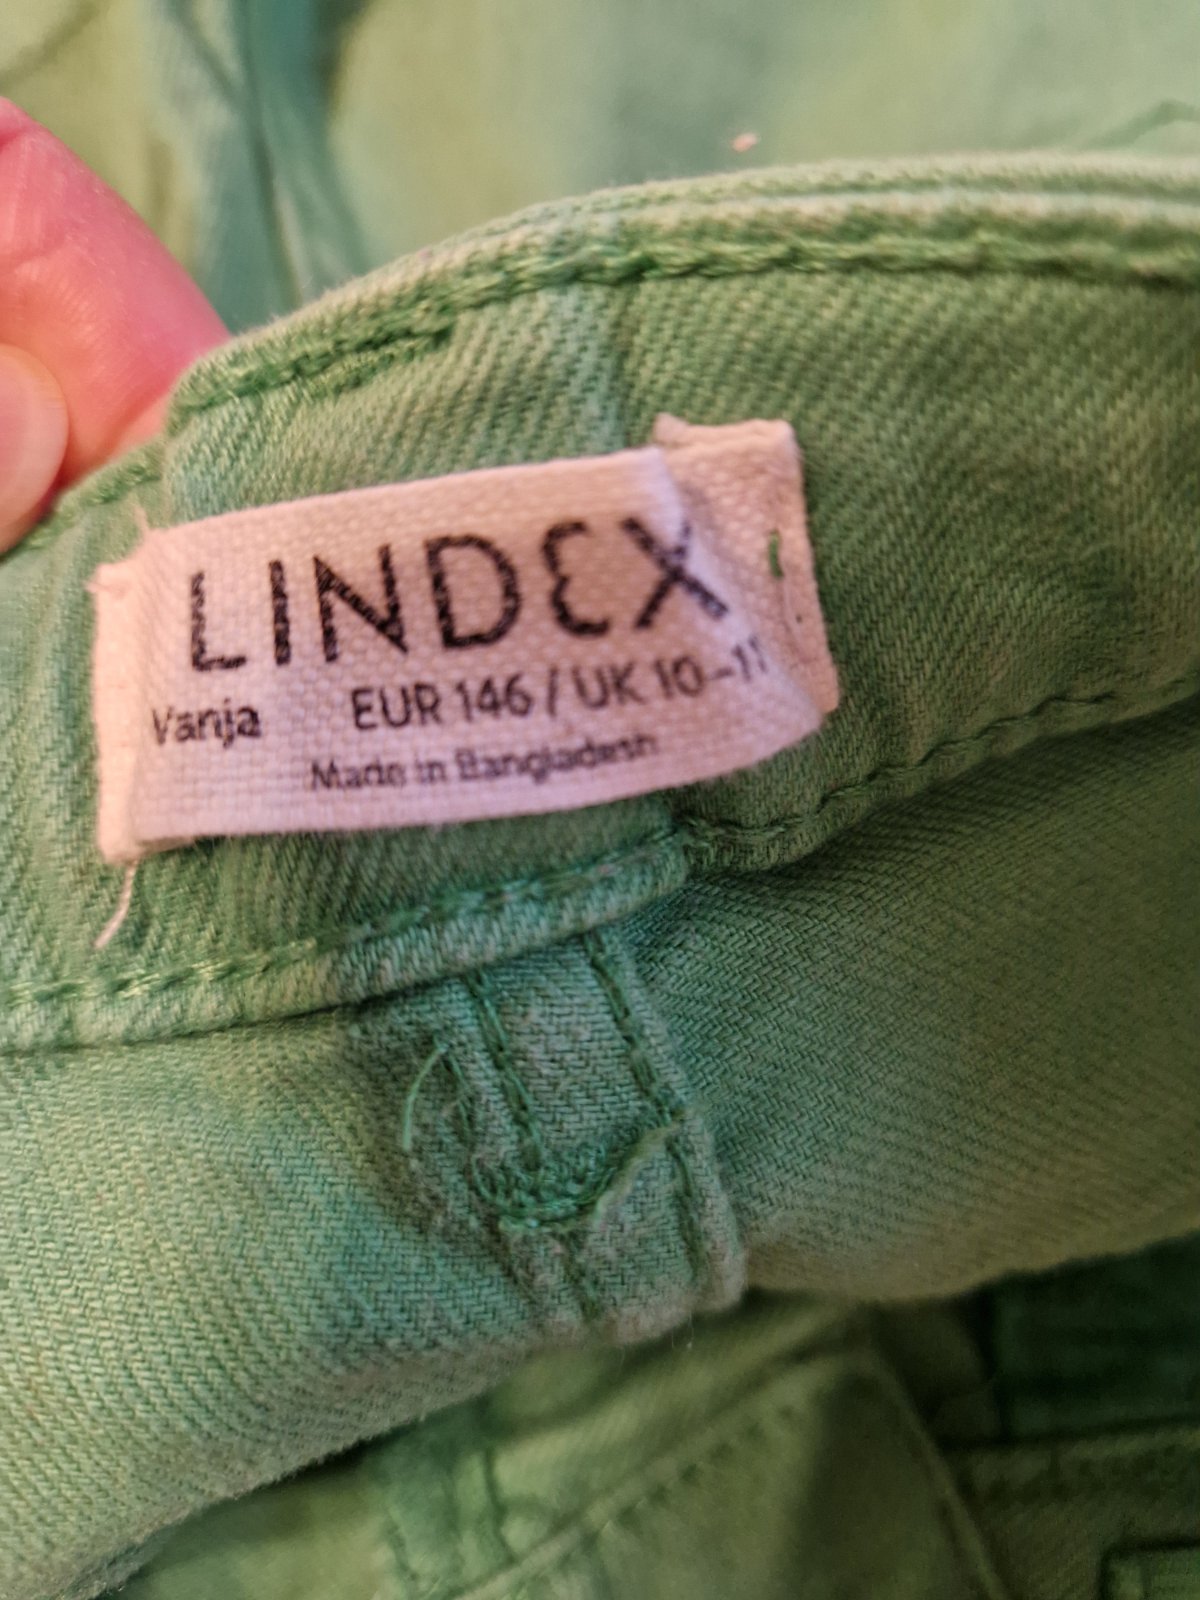 LINDEX
Vanja EUR 146 / UK 10-11
Made in Bangladesh